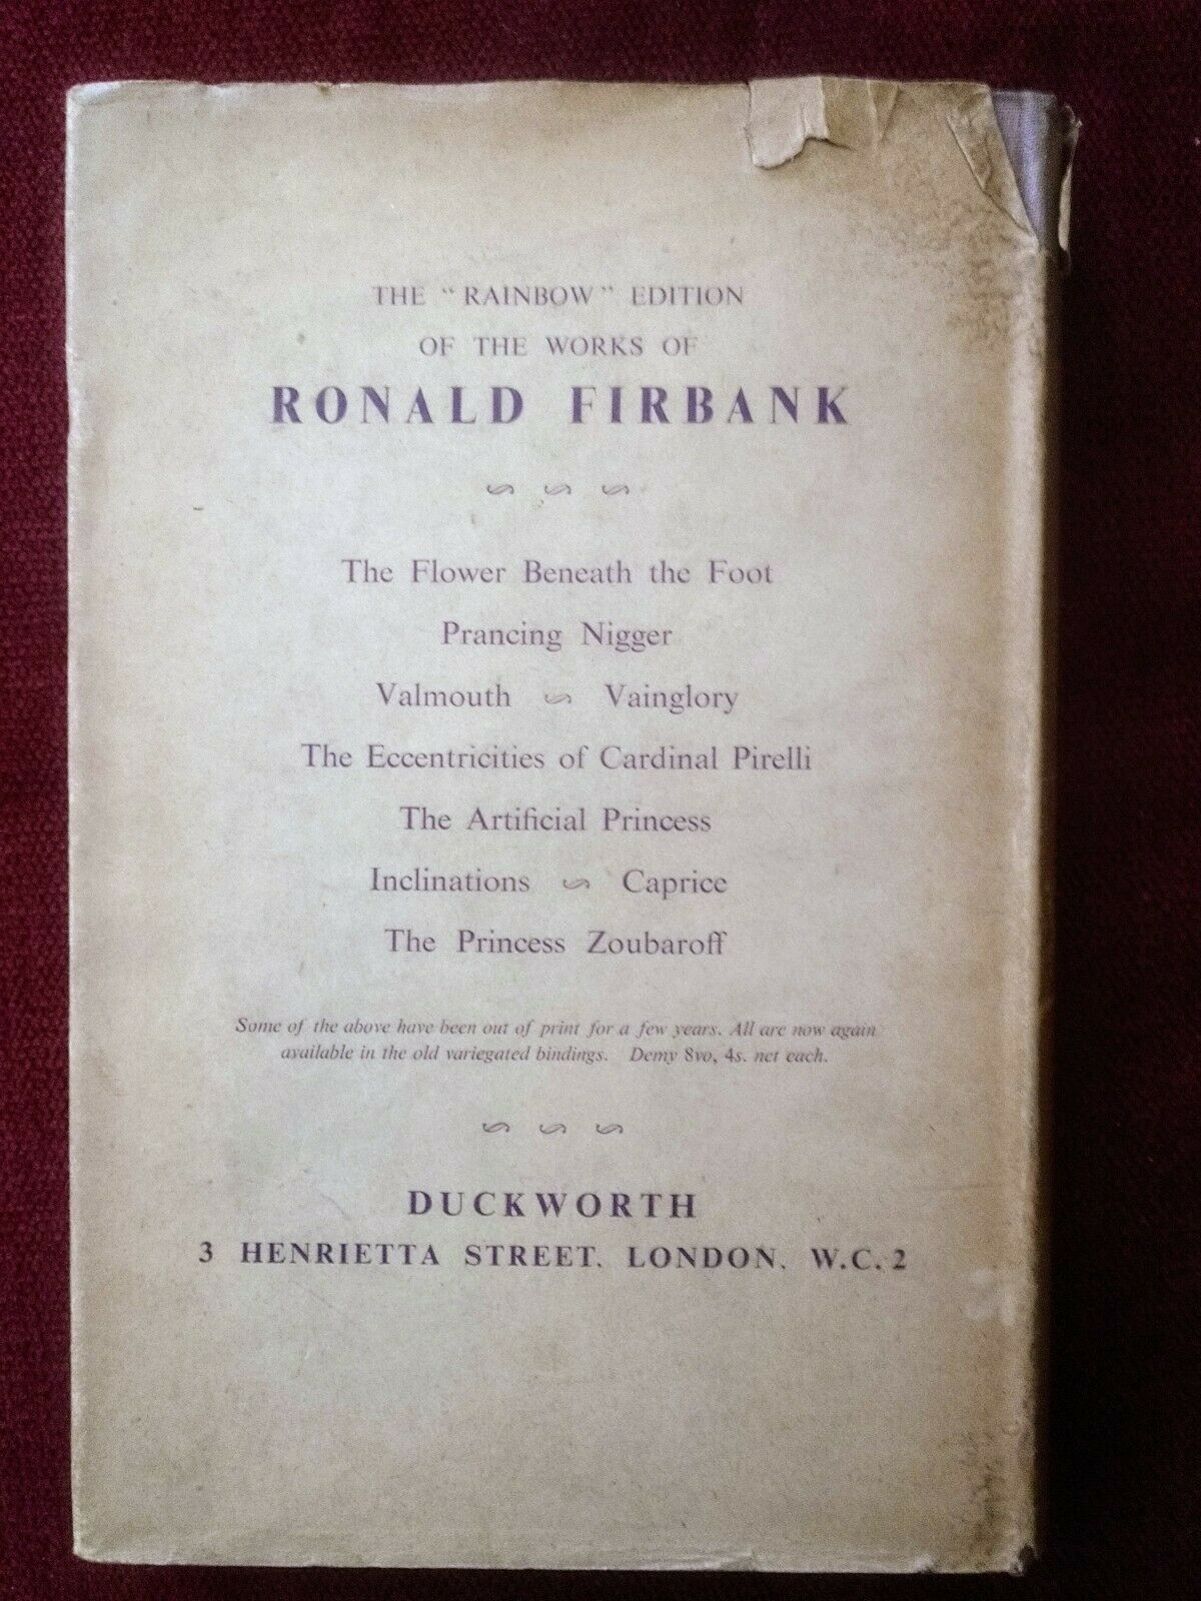 THE "RAINBOW" EDITION
OF THE WORKS OF
RONALD FIRBANK
The Flower Beneath the Foot
Prancing Nigger
Valmouth Vainglory
The Eccentricities of Cardinal Pirelli
The Artificial Princess
Inclinations Caprice
The Princess Zoubaroff
Some of the above have been out of print for a few years. All are now again
available in the old variegated bindings. Demy 8vo, 4s. net each.
DUCKWORTH
3 HENRIETTA STREET, LONDON, W.C.2